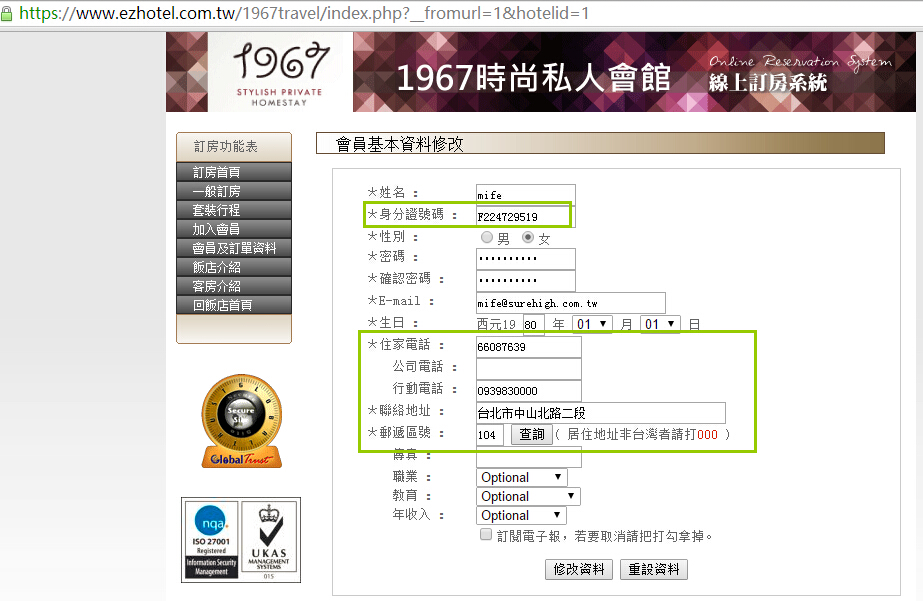 https://www.ezhotel.com.tw/1967travel/index.php?__fromurl=1&hotelid=1
1967
STYLISH PRIVATE
HOMESTAY
1967時尚私人會館
Online Reservation System
線上訂房系統
訂房功能表
訂房首頁
一般訂房
套裝行程
加入會員
會員及訂單資料
飯店介紹
客房介紹
回飯店首頁
Secure
Site
GlobalTrust
nqa.
ISO 27001
Registered
Information Security
Management
UKAS
MANAGEMENT
SYSTEMS
015
會員基本資料修改
*姓名 : mife
*身分證號碼 : F224729519
*性別 : 男 女
*密碼 : ••••••••••
*確認密碼 : ••••••••••
*E-mail : mife@surehigh.com.tw
*生日 : 西元19 80 年 01 月 01 日
*住家電話 : 66087639
公司電話 :
行動電話 : 0939830000
*聯絡地址 : 台北市中山北路二段
*郵遞區號 : 104 查詢 ( 居住地址非台灣者請打000 )
傳真 :
職業 : Optional
教育 : Optional
年收入 : Optional
訂閱電子報，若要取消請把打勾拿掉。
修改資料 重設資料